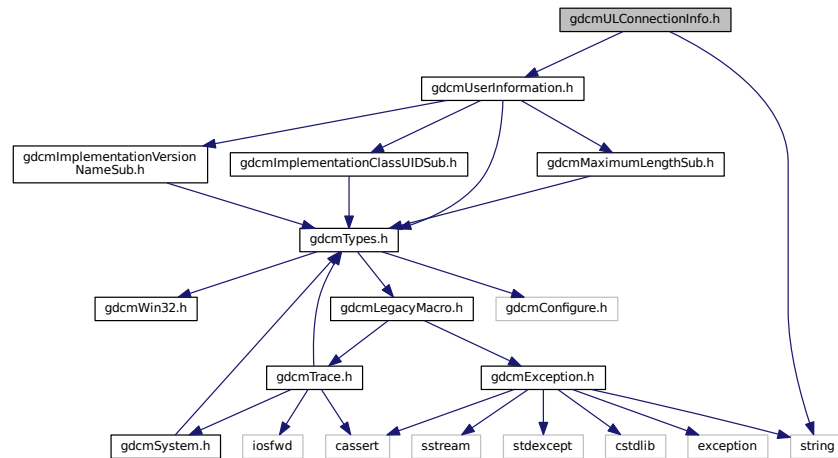 gdcmULConnectionInfo.h
gdcmUserInformation.h
gdcmImplementationVersion
NameSub.h
gdcmImplementationClassUIDSub.h
gdcmMaximumLengthSub.h
gdcmTypes.h
gdcmWin32.h
gdcmLegacyMacro.h
gdcmConfigure.h
gdcmTrace.h
gdcmException.h
gdcmSystem.h
iosfwd
cassert
sstream
stdexcept
cstdlib
exception
string